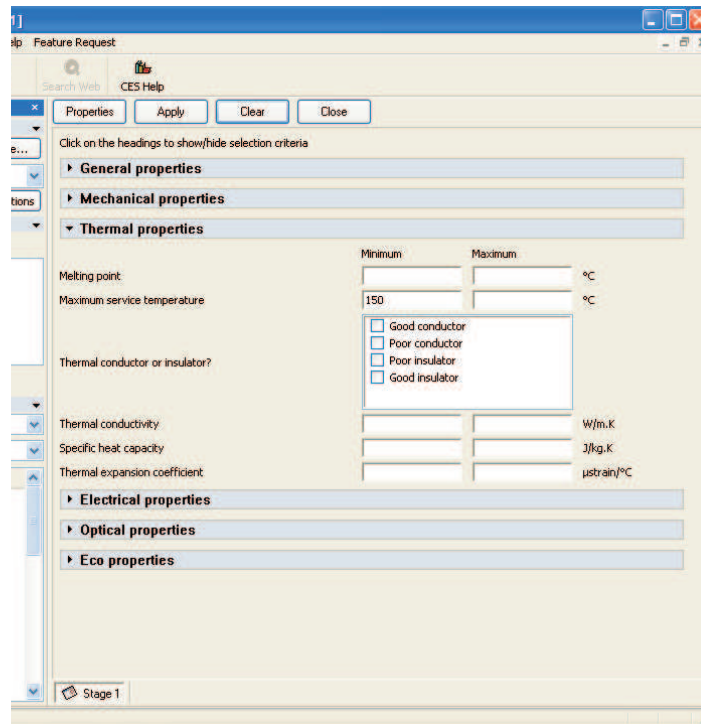 1]
elp Feature Request
Search Web CES Help
Properties Apply Clear Close
e...
tions
Click on the headings to show/hide selection criteria
General properties
Mechanical properties
Thermal properties
Minimum Maximum
Melting point °C
Maximum service temperature 150 °C
Good conductor
Poor conductor
Thermal conductor or insulator?
Poor insulator
Good insulator
Thermal conductivity W/m.K
Specific heat capacity J/kg.K
Thermal expansion coefficient µstrain/°C
Electrical properties
Optical properties
Eco properties
Stage 1